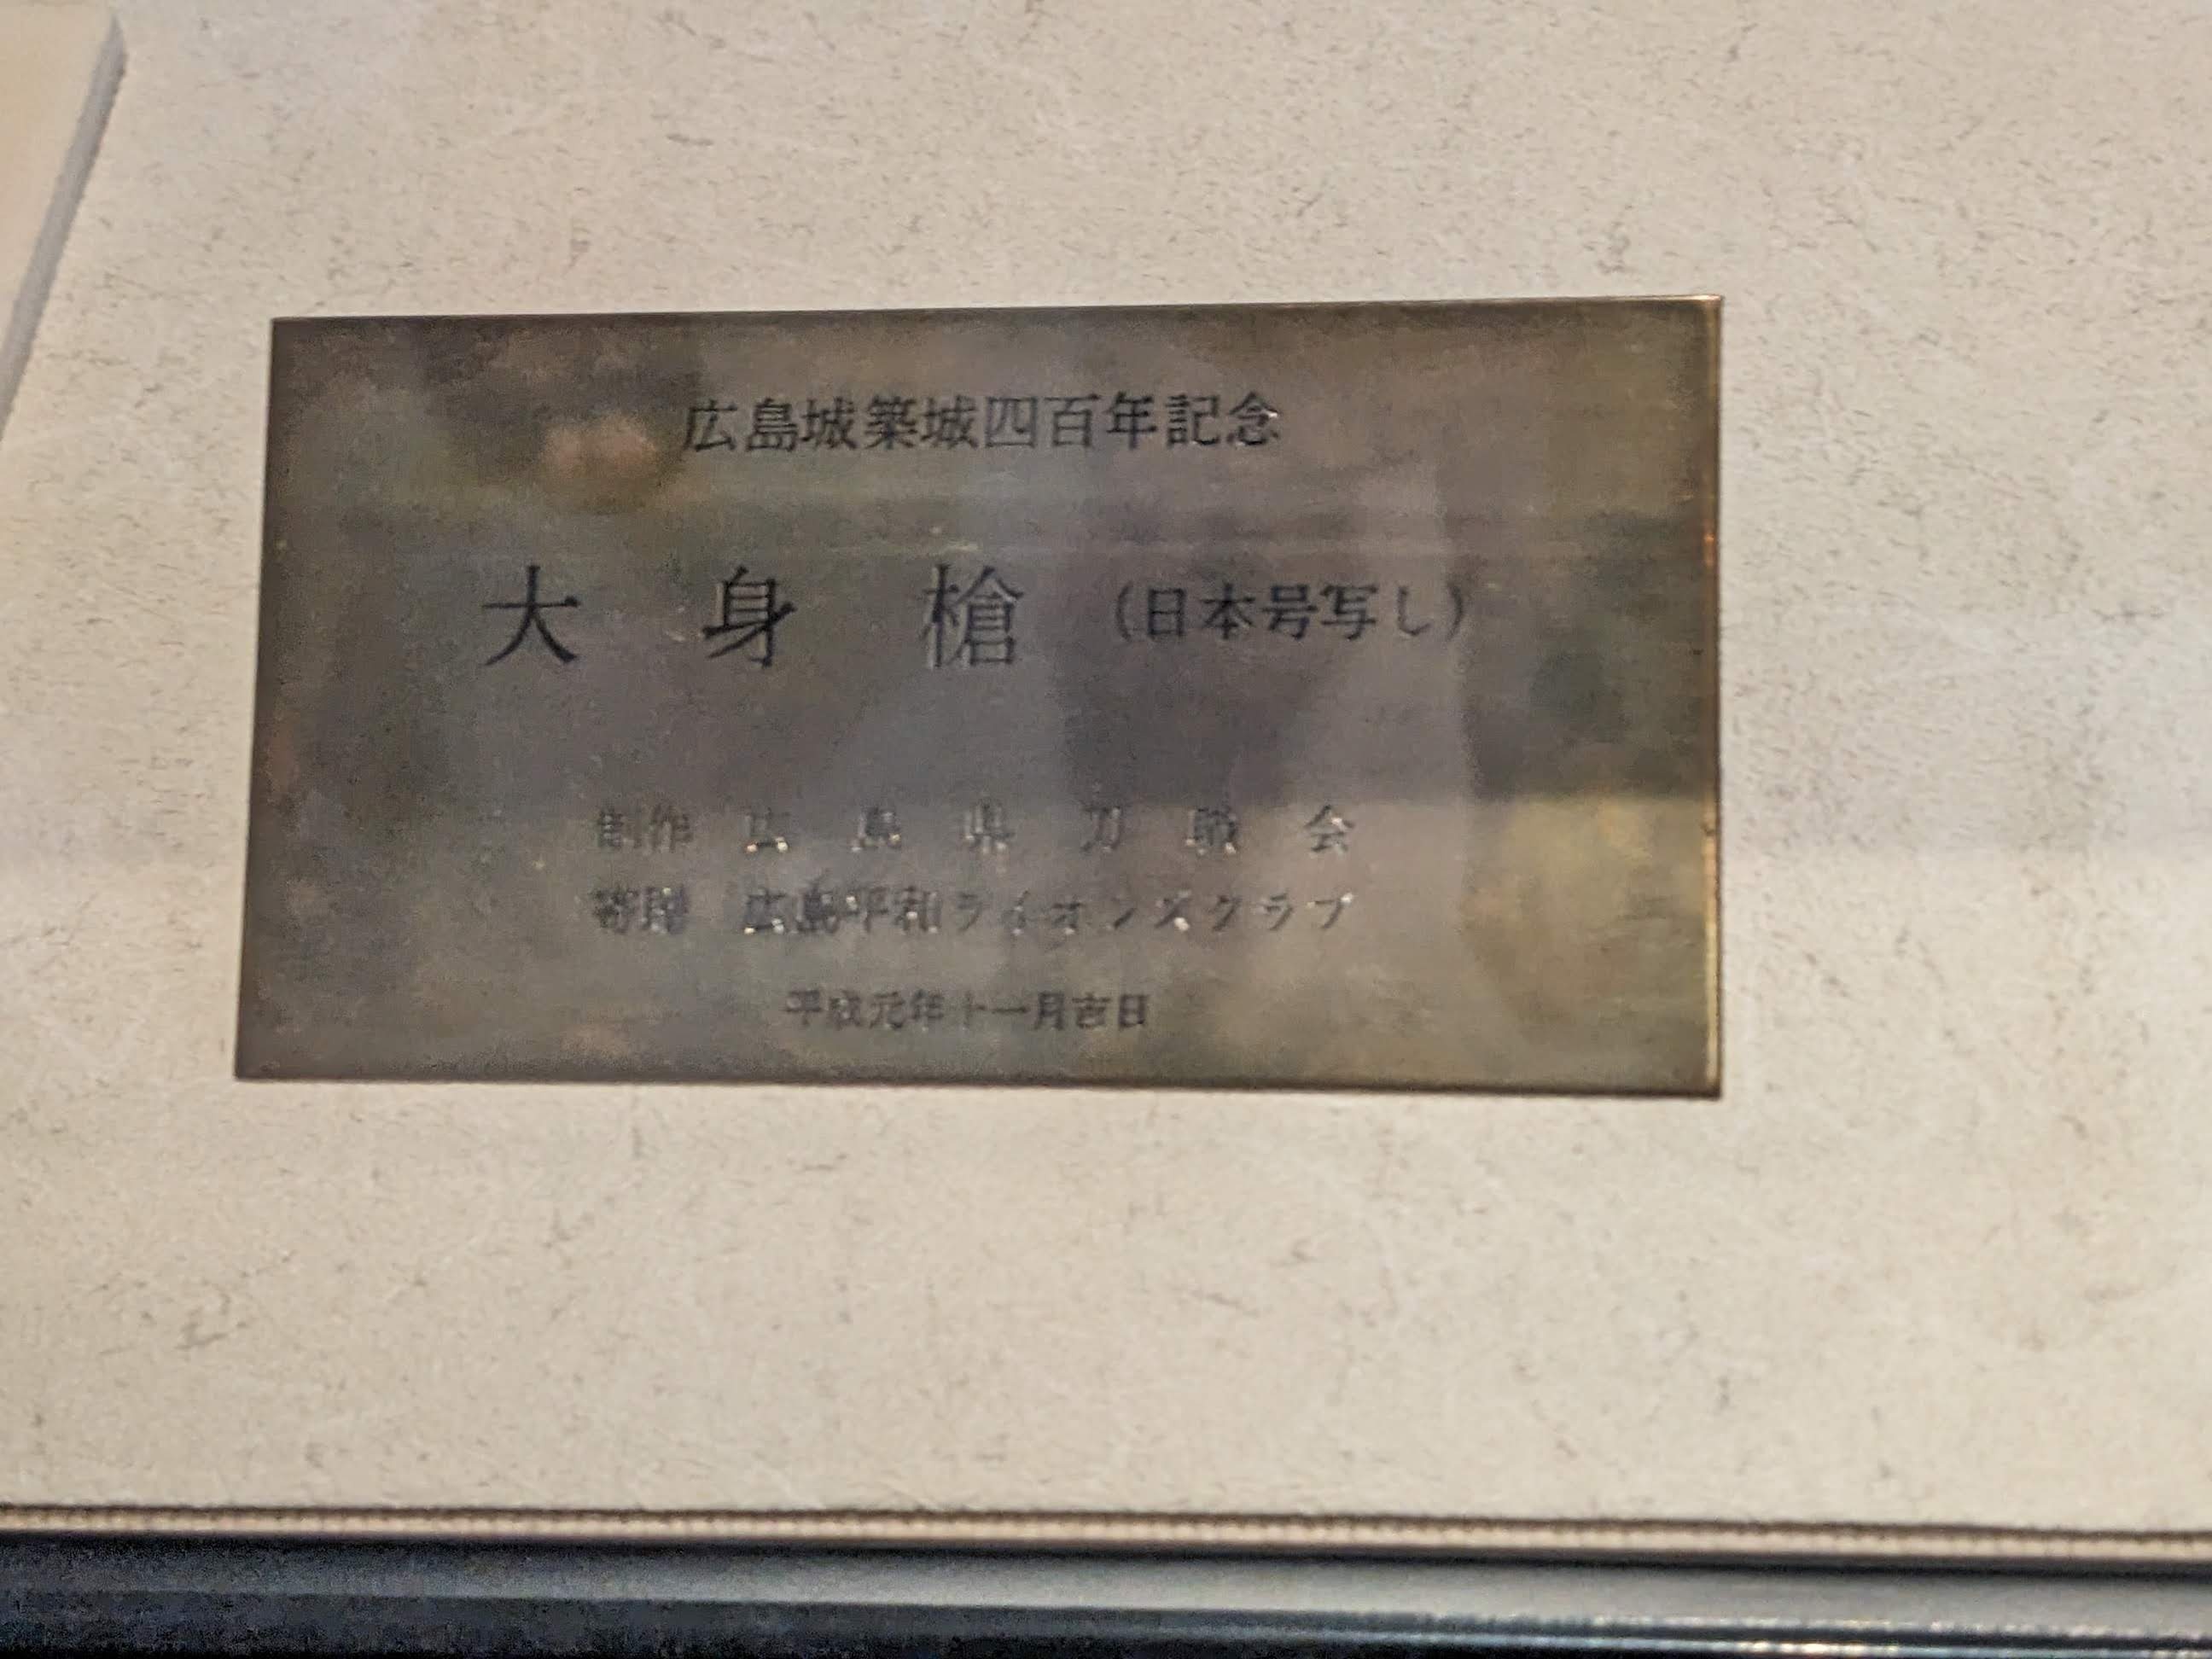 広島城築城四百年記念
大身槍 (日本号写し)
制作 広島県刀職会
寄贈 広島平和ライオンズクラブ
平成元年十一月吉日